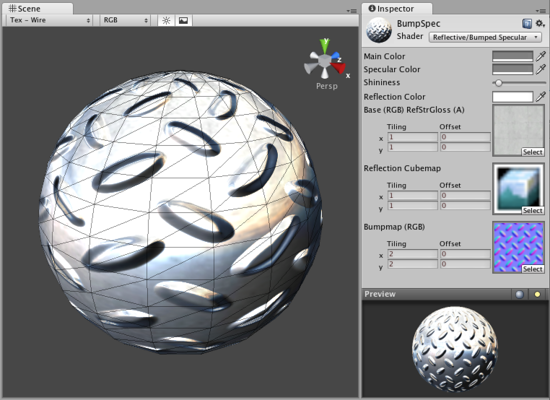 Scene
Tex - Wire
RGB
y
z
x
Persp
Inspector
BumpSpec
Shader
Reflective/Bumped Specular
Main Color
Specular Color
Shininess
Reflection Color
Base (RGB) RefStrGloss (A)
Tiling Offset
x 1 0
y 1 0
Select
Reflection Cubemap
Tiling Offset
x 1 0
y 1 0
Select
Bumpmap (RGB)
Tiling Offset
x 2 0
y 2 0
Select
Preview